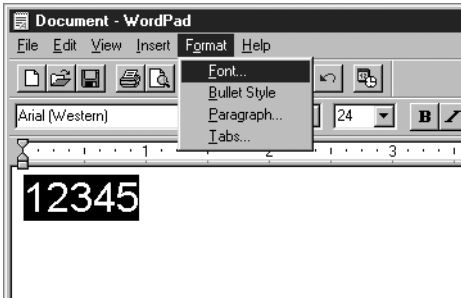 Document - WordPad
File Edit View Insert Format Help
Font...
Bullet Style
Paragraph...
Tabs...
Arial (Western) 24 B I
1 2 3
12345